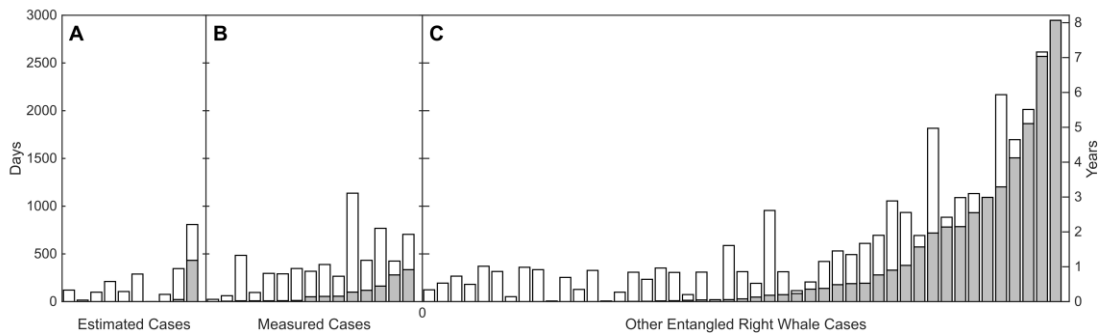 3000
2500
2000
1500
1000
500
0
Days
A
B
C
8
7
6
5
4
3
2
1
0
Years
0
Estimated Cases
Measured Cases
Other Entangled Right Whale Cases